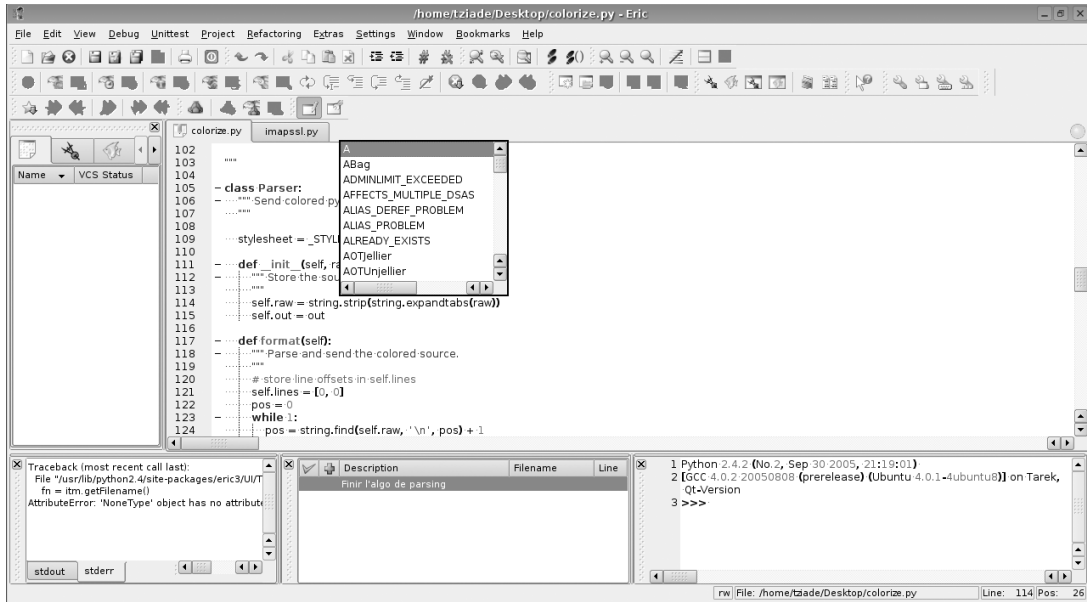 /home/tziade/Desktop/colorize.py - Eric
File Edit View Debug Unittest Project Refactoring Extras Settings Window Bookmarks Help
colorize.py imapssl.py
Name VCS Status
102
103 """
104
105 class Parser:
106 """ Send colored py
107 """
108
109 stylesheet = _STYL
110
111 def __init__(self, ra
112 """ Store the sou
113 """
114 self.raw = string.strip(string.expandtabs(raw))
115 self.out = out
116
117 def format(self):
118 """ Parse and send the colored source.
119 """
120 # store line offsets in self.lines
121 self.lines = [0, 0]
122 pos = 0
123 while 1:
124 pos = string.find(self.raw, '\n', pos) + 1
A
ABag
ADMINLIMIT_EXCEEDED
AFFECTS_MULTIPLE_DSAS
ALIAS_DEREF_PROBLEM
ALIAS_PROBLEM
ALREADY_EXISTS
AOTJellier
AOTUnjellier
Traceback (most recent call last):
File "/usr/lib/python2.4/site-packages/eric3/UI/T
fn = itm.getFilename()
AttributeError: 'NoneType' object has no attribute
stdout stderr
Description Filename Line
Finir l'algo de parsing
1 Python 2.4.2 (No.2, Sep 30 2005, 21:19:01)
2 [GCC 4.0.2 20050808 (prerelease) (Ubuntu 4.0.1-4ubuntu8)] on Tarek,
Qt-Version
3 >>>
rw File: /home/tziade/Desktop/colorize.py Line: 114 Pos: 26